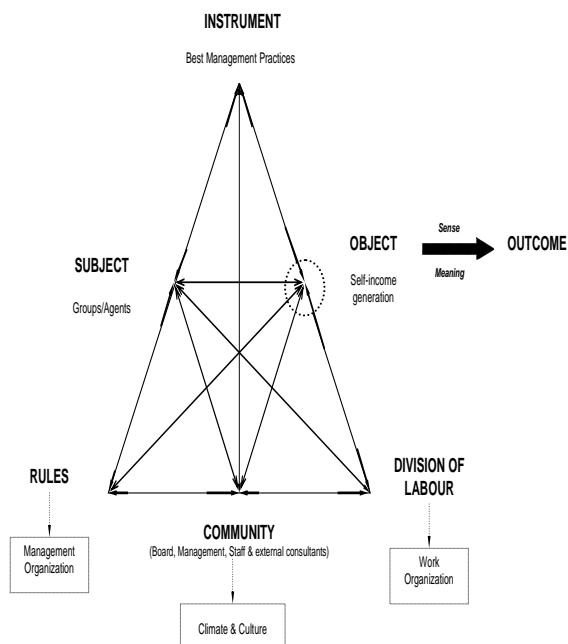 INSTRUMENT
Best Management Practices
SUBJECT
Groups/Agents
OBJECT
Self-income
generation
Sense
Meaning
OUTCOME
RULES
Management
Organization
COMMUNITY
(Board, Management, Staff & external consultants)
Climate & Culture
DIVISION OF
LABOUR
Work
Organization